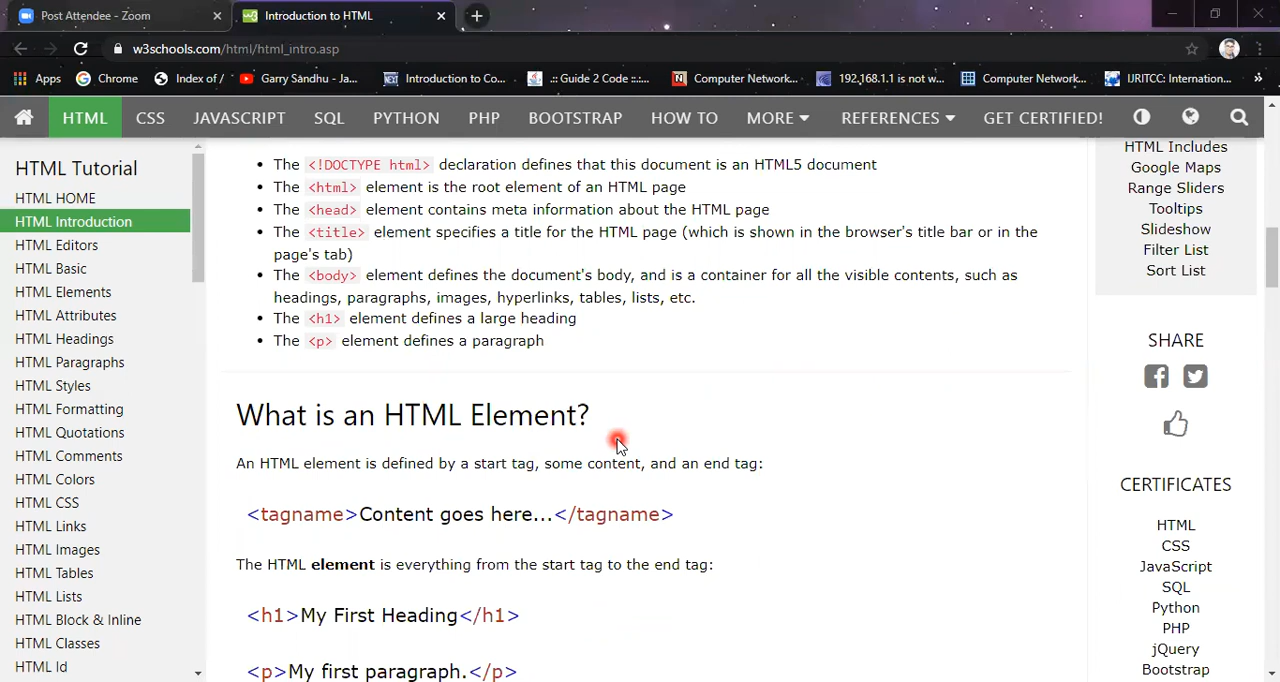 Post Attendee - Zoom
Introduction to HTML
w3schools.com/html/html_intro.asp
Apps
Chrome
Index of /
Garry Sandhu - Ja...
Introduction to Co...
.:: Guide 2 Code ::.:...
Computer Network...
192.168.1.1 is not w...
Computer Network...
IJRITCC: Internation...
HTML
CSS
JAVASCRIPT
SQL
PYTHON
PHP
BOOTSTRAP
HOW TO
MORE
REFERENCES
GET CERTIFIED!
HTML Tutorial
HTML HOME
HTML Introduction
HTML Editors
HTML Basic
HTML Elements
HTML Attributes
HTML Headings
HTML Paragraphs
HTML Styles
HTML Formatting
HTML Quotations
HTML Comments
HTML Colors
HTML CSS
HTML Links
HTML Images
HTML Tables
HTML Lists
HTML Block & Inline
HTML Classes
HTML Id
The <!DOCTYPE html> declaration defines that this document is an HTML5 document
The <html> element is the root element of an HTML page
The <head> element contains meta information about the HTML page
The <title> element specifies a title for the HTML page (which is shown in the browser's title bar or in the
page's tab)
The <body> element defines the document's body, and is a container for all the visible contents, such as
headings, paragraphs, images, hyperlinks, tables, lists, etc.
The <h1> element defines a large heading
The <p> element defines a paragraph
What is an HTML Element?
An HTML element is defined by a start tag, some content, and an end tag:
<tagname>Content goes here...</tagname>
The HTML element is everything from the start tag to the end tag:
<h1>My First Heading</h1>
<p>My first paragraph.</p>
HTML Includes
Google Maps
Range Sliders
Tooltips
Slideshow
Filter List
Sort List
SHARE
CERTIFICATES
HTML
CSS
JavaScript
SQL
Python
PHP
jQuery
Bootstrap